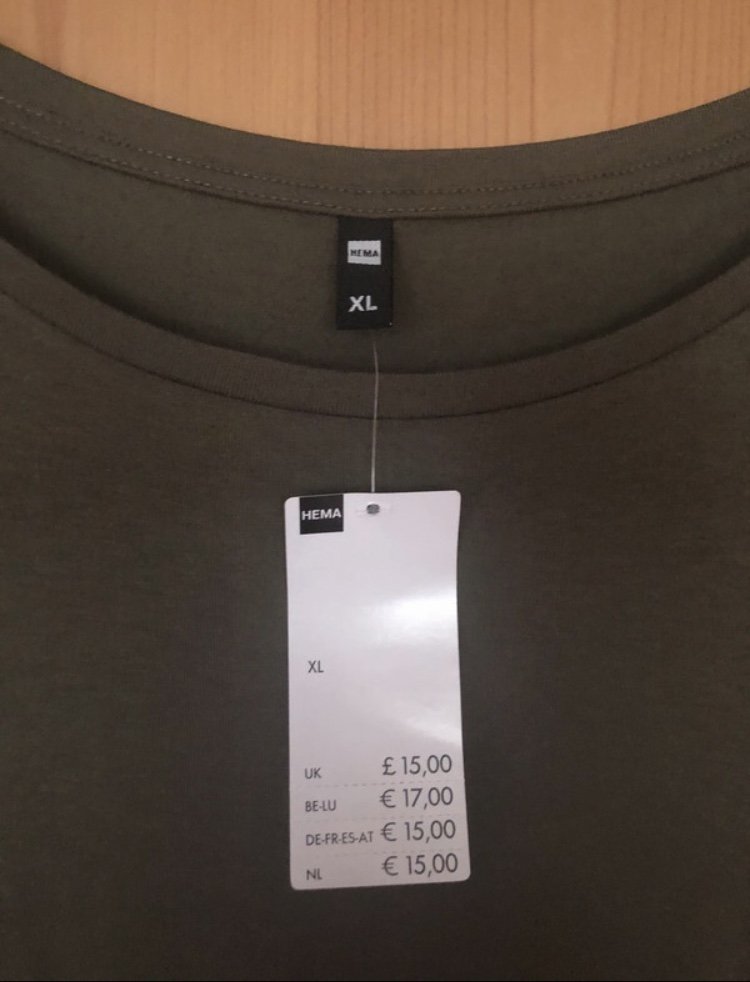 HEMA
XL
HEMA
XL
UK £ 15,00
BE-LU € 17,00
DE-FR-ES-AT € 15,00
NL € 15,00